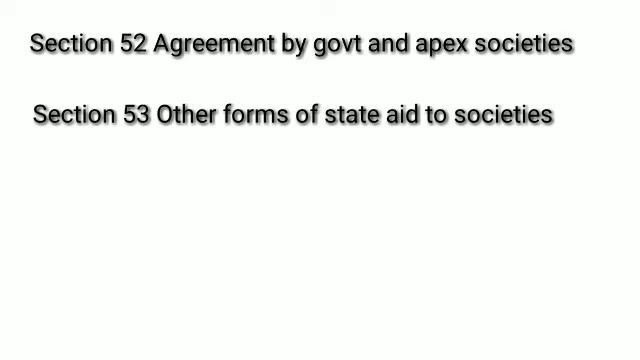 Section 52 Agreement by govt and apex societies
Section 53 Other forms of state aid to societies